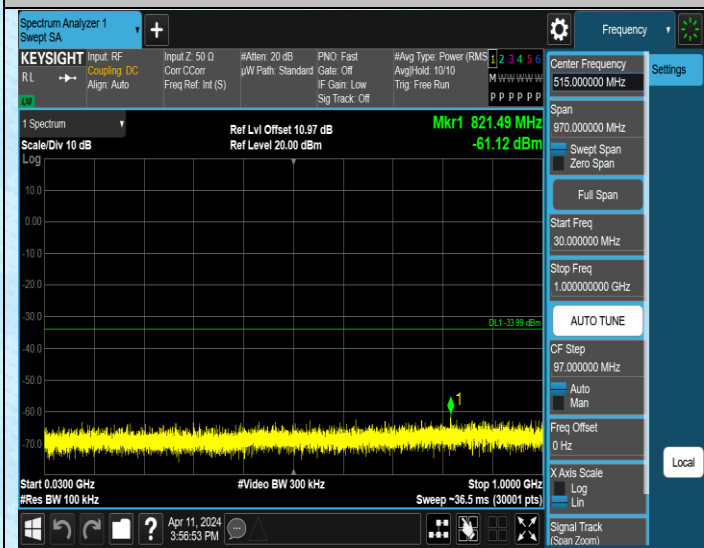 Spectrum Analyzer 1
Swept SA
Frequency
KEYSIGHT
RL
Input: RF
Coupling: DC
Align: Auto
Input Z: 50 Ω
Corr CCorr
Freq Ref: Int (S)
#Atten: 20 dB
µW Path: Standard
PNO: Fast
Gate: Off
IF Gain: Low
Sig Track: Off
#Avg Type: Power (RMS
Avg|Hold: 10/10
Trig: Free Run
1 2 3 4 5 6
M W W W W W
P P P P P P
1 Spectrum
Scale/Div 10 dB
Log
Ref Lvl Offset 10.97 dB
Ref Level 20.00 dBm
Mkr1 821.49 MHz
-61.12 dBm
10.0
0.00
-10.0
-20.0
-30.0
-40.0
-50.0
-60.0
-70.0
DL1 -33.99 dBm
1
Start 0.0300 GHz
#Res BW 100 kHz
#Video BW 300 kHz
Stop 1.0000 GHz
Sweep ~36.5 ms (30001 pts)
Apr 11, 2024
3:56:53 PM
Center Frequency
515.000000 MHz
Span
970.000000 MHz
Swept Span
Zero Span
Full Span
Start Freq
30.000000 MHz
Stop Freq
1.000000000 GHz
AUTO TUNE
CF Step
97.000000 MHz
Auto
Man
Freq Offset
0 Hz
X Axis Scale
Log
Lin
Signal Track
(Span Zoom)
Settings
Local